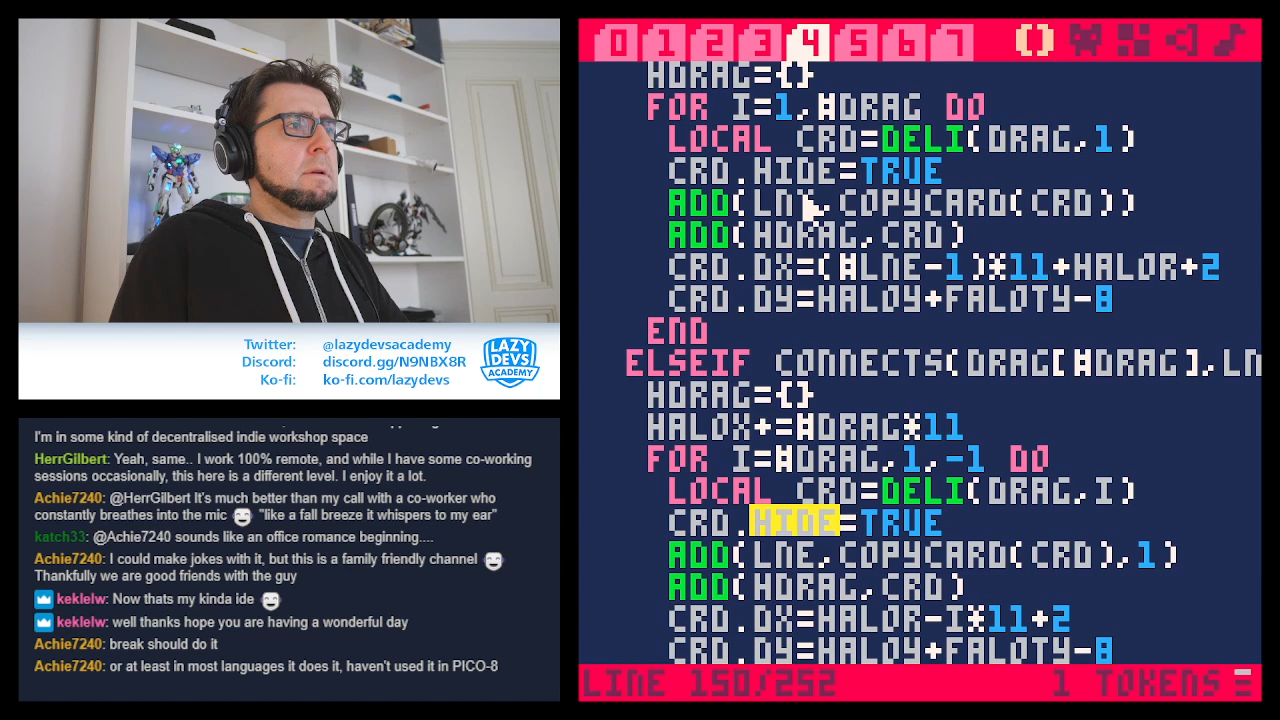 Twitter: @lazydevsacademy
Discord: discord.gg/N9NBX8R
Ko-fi: ko-fi.com/lazydevs
LAZY
DEVS
ACADEMY
I'm in some kind of decentralised indie workshop space
HerrGilbert: Yeah, same.. I work 100% remote, and while I have some co-working
sessions occasionally, this here is a different level. I enjoy it a lot.
Achie7240: @HerrGilbert It's much better than my call with a co-worker who
constantly breathes into the mic "like a fall breeze it whispers to my ear"
katch33: @Achie7240 sounds like an office romance beginning....
Achie7240: I could make jokes with it, but this is a family friendly channel
Thankfully we are good friends with the guy
keklelw: Now thats my kinda ide
keklelw: well thanks hope you are having a wonderful day
Achie7240: break should do it
Achie7240: or at least in most languages it does it, haven't used it in PICO-8
0 1 2 3 4 5 6 7 ()
HDRAG={}
FOR I=1,#DRAG DO
LOCAL CRD=DELI(DRAG,1)
CRD.HIDE=TRUE
ADD(LNE,COPYCARD(CRD))
ADD(HDRAG,CRD)
CRD.DX=(#LNE-1)*11+HALOR+2
CRD.DY=HALOY+FALOTY-8
END
ELSEIF CONNECTS(DRAG[#DRAG],LN
HDRAG={}
HALOX+=#DRAG*11
FOR I=#DRAG,1,-1 DO
LOCAL CRD=DELI(DRAG,I)
CRD.HIDE=TRUE
ADD(LNE,COPYCARD(CRD),1)
ADD(HDRAG,CRD)
CRD.DX=HALOR-I*11+2
CRD.DY=HALOY+FALOTY-8
LINE 150/252 1 TOKENS